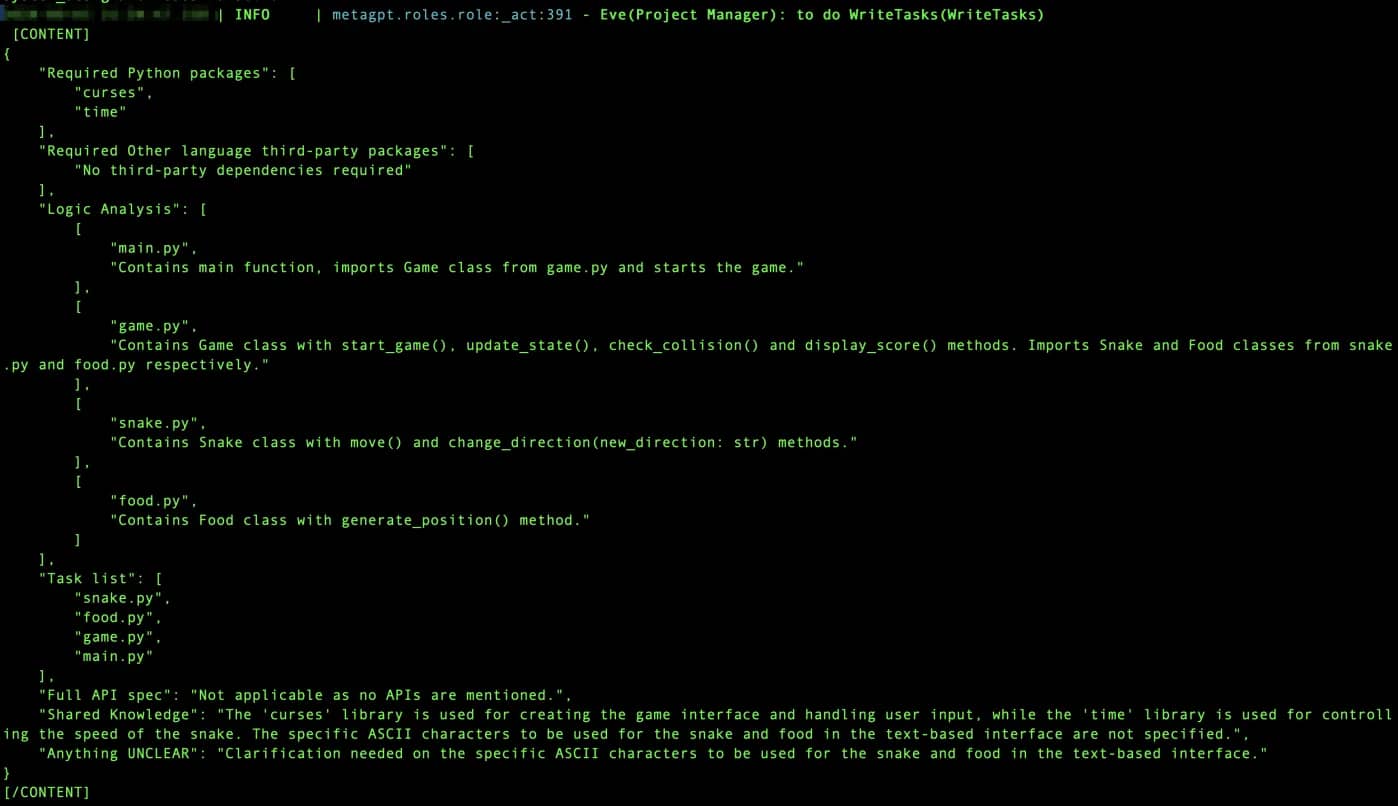 | INFO     | metagpt.roles.role:_act:391 - Eve(Project Manager): to do WriteTasks(WriteTasks)
[CONTENT]
{
    "Required Python packages": [
        "curses",
        "time"
    ],
    "Required Other language third-party packages": [
        "No third-party dependencies required"
    ],
    "Logic Analysis": [
        [
            "main.py",
            "Contains main function, imports Game class from game.py and starts the game."
        ],
        [
            "game.py",
            "Contains Game class with start_game(), update_state(), check_collision() and display_score() methods. Imports Snake and Food classes from snake
.py and food.py respectively."
        ],
        [
            "snake.py",
            "Contains Snake class with move() and change_direction(new_direction: str) methods."
        ],
        [
            "food.py",
            "Contains Food class with generate_position() method."
        ]
    ],
    "Task list": [
        "snake.py",
        "food.py",
        "game.py",
        "main.py"
    ],
    "Full API spec": "Not applicable as no APIs are mentioned.",
    "Shared Knowledge": "The 'curses' library is used for creating the game interface and handling user input, while the 'time' library is used for controll
ing the speed of the snake. The specific ASCII characters to be used for the snake and food in the text-based interface are not specified.",
    "Anything UNCLEAR": "Clarification needed on the specific ASCII characters to be used for the snake and food in the text-based interface."
}
[/CONTENT]